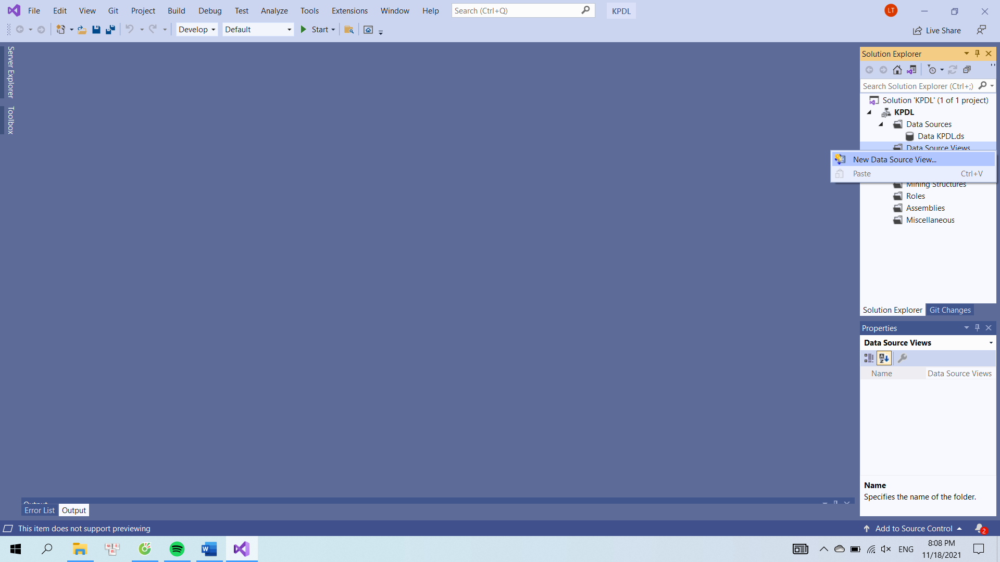 File Edit View Git Project Build Debug Test Analyze Tools Extensions Window Help Search (Ctrl+Q) KPDL LT
Develop Default Start Live Share
Server Explorer
Toolbox
Solution Explorer
Search Solution Explorer (Ctrl+;)
Solution 'KPDL' (1 of 1 project)
KPDL
Data Sources
Data KPDL.ds
Data Source Views
New Data Source View...
Paste Ctrl+V
Mining Structures
Roles
Assemblies
Miscellaneous
Solution Explorer Git Changes
Properties
Data Source Views
Name Data Source Views
Name
Specifies the name of the folder.
Output
Error List Output
This item does not support previewing Add to Source Control 2
ENG 8:08 PM
11/18/2021